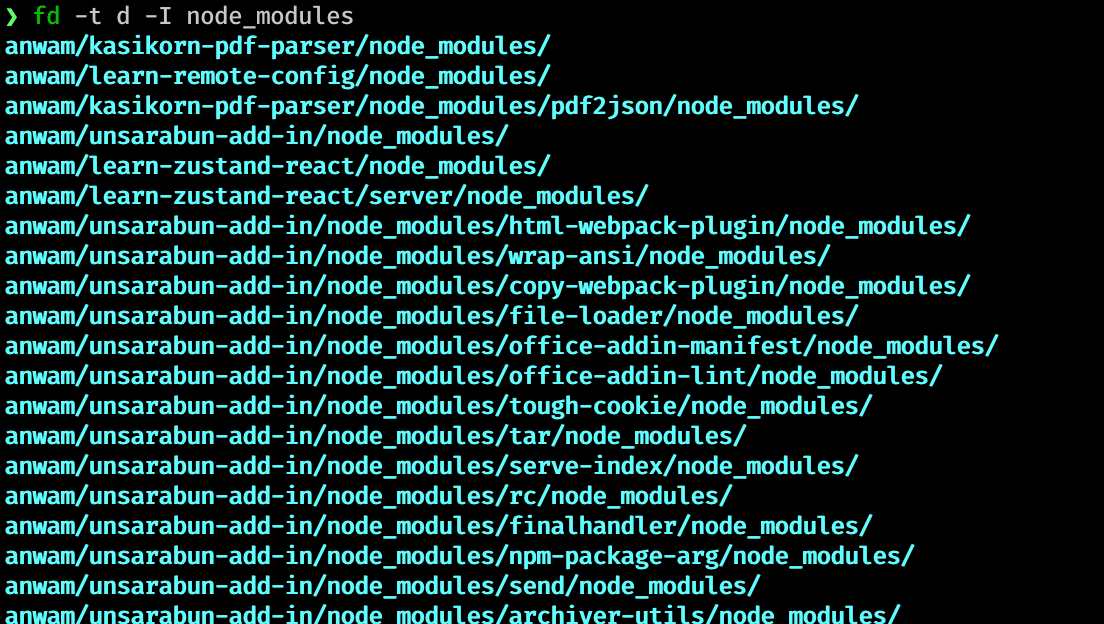 ❯ fd -t d -I node_modules
anwam/kasikorn-pdf-parser/node_modules/
anwam/learn-remote-config/node_modules/
anwam/kasikorn-pdf-parser/node_modules/pdf2json/node_modules/
anwam/unsarabun-add-in/node_modules/
anwam/learn-zustand-react/node_modules/
anwam/learn-zustand-react/server/node_modules/
anwam/unsarabun-add-in/node_modules/html-webpack-plugin/node_modules/
anwam/unsarabun-add-in/node_modules/wrap-ansi/node_modules/
anwam/unsarabun-add-in/node_modules/copy-webpack-plugin/node_modules/
anwam/unsarabun-add-in/node_modules/file-loader/node_modules/
anwam/unsarabun-add-in/node_modules/office-addin-manifest/node_modules/
anwam/unsarabun-add-in/node_modules/office-addin-lint/node_modules/
anwam/unsarabun-add-in/node_modules/tough-cookie/node_modules/
anwam/unsarabun-add-in/node_modules/tar/node_modules/
anwam/unsarabun-add-in/node_modules/serve-index/node_modules/
anwam/unsarabun-add-in/node_modules/rc/node_modules/
anwam/unsarabun-add-in/node_modules/finalhandler/node_modules/
anwam/unsarabun-add-in/node_modules/npm-package-arg/node_modules/
anwam/unsarabun-add-in/node_modules/send/node_modules/
anwam/unsarabun-add-in/node_modules/archiver-utils/node_modules/